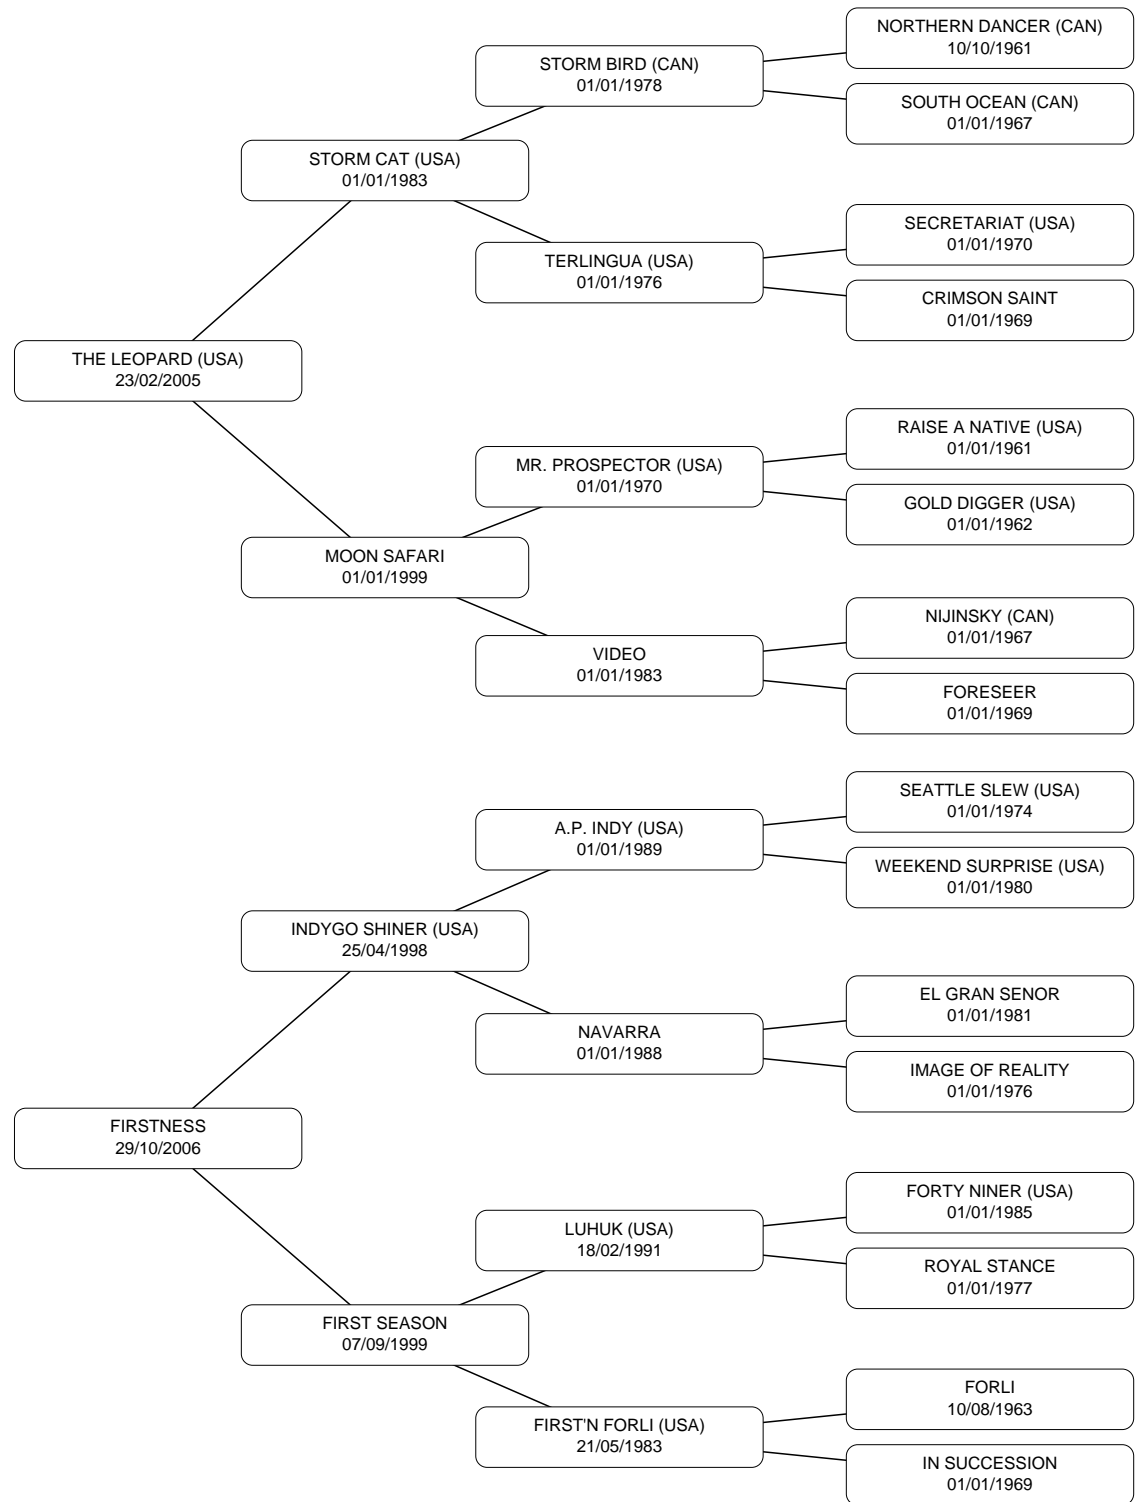 NORTHERN DANCER (CAN)
10/10/1961
STORM BIRD (CAN)
01/01/1978
SOUTH OCEAN (CAN)
01/01/1967
STORM CAT (USA)
01/01/1983
SECRETARIAT (USA)
01/01/1970
TERLINGUA (USA)
01/01/1976
CRIMSON SAINT
01/01/1969
THE LEOPARD (USA)
23/02/2005
RAISE A NATIVE (USA)
01/01/1961
MR. PROSPECTOR (USA)
01/01/1970
GOLD DIGGER (USA)
01/01/1962
MOON SAFARI
01/01/1999
NIJINSKY (CAN)
01/01/1967
VIDEO
01/01/1983
FORESEER
01/01/1969
SEATTLE SLEW (USA)
01/01/1974
A.P. INDY (USA)
01/01/1989
WEEKEND SURPRISE (USA)
01/01/1980
INDYGO SHINER (USA)
25/04/1998
EL GRAN SENOR
01/01/1981
NAVARRA
01/01/1988
IMAGE OF REALITY
01/01/1976
FIRSTNESS
29/10/2006
FORTY NINER (USA)
01/01/1985
LUHUK (USA)
18/02/1991
ROYAL STANCE
01/01/1977
FIRST SEASON
07/09/1999
FORLI
10/08/1963
FIRST'N FORLI (USA)
21/05/1983
IN SUCCESSION
01/01/1969